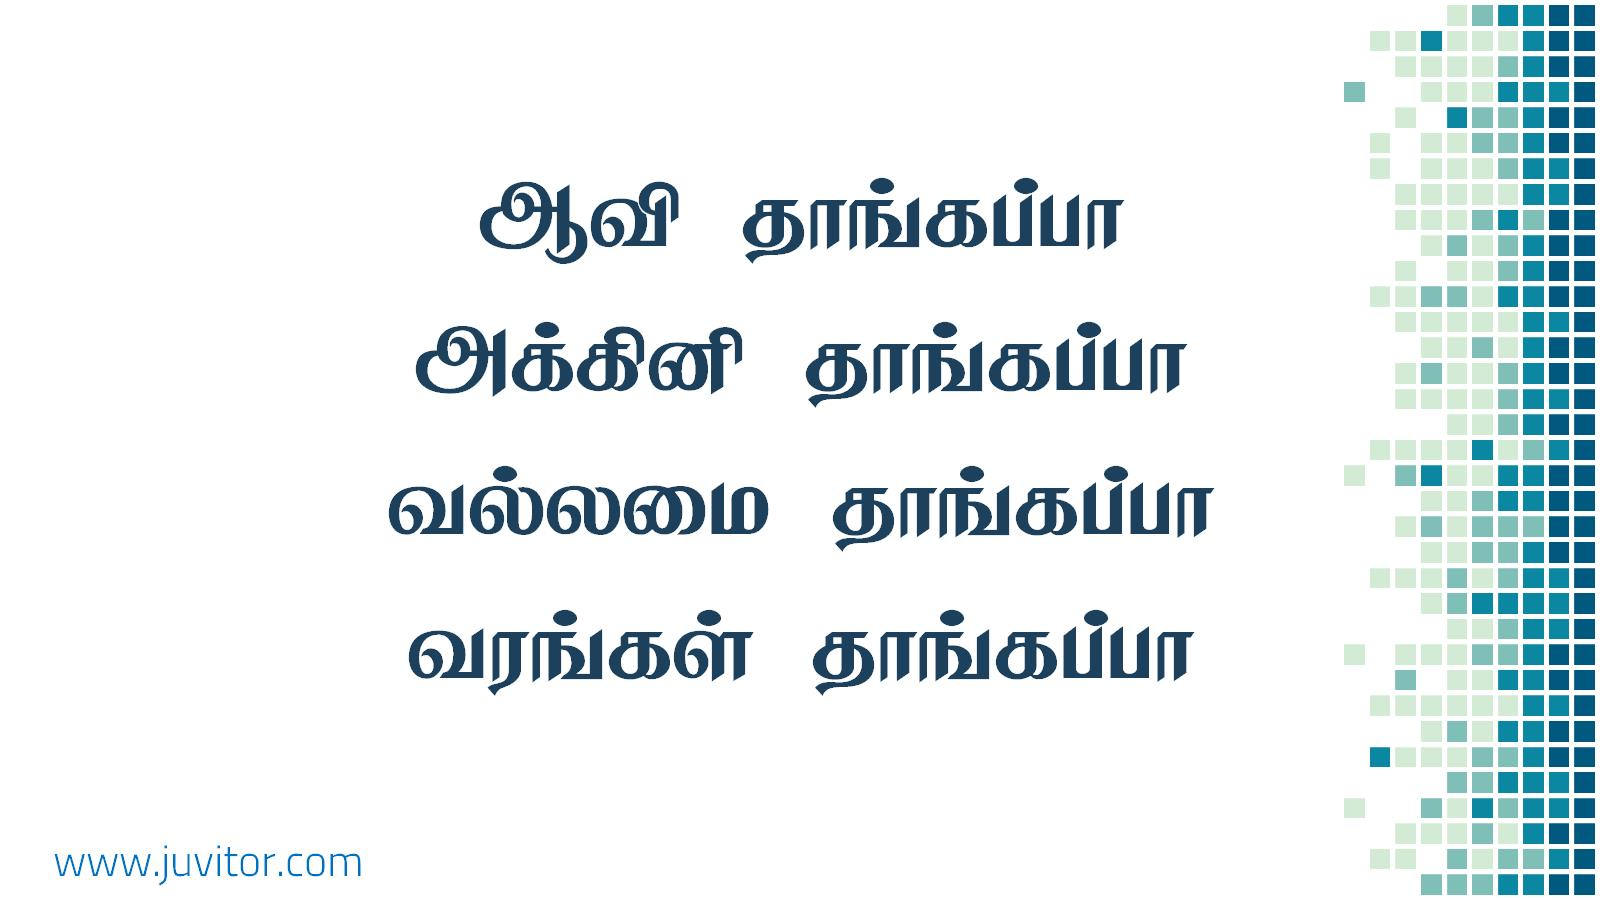 ஆவி தாங்கப்பா
அக்கினி தாங்கப்பா
வல்லமை தாங்கப்பா
வரங்கள் தாங்கப்பா
www.juvitor.com